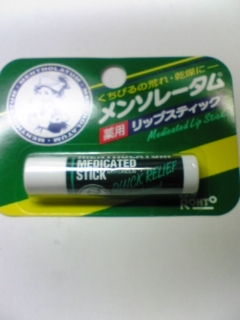 MENTHOLATUM
くちびるの荒れ・乾燥に
メンソレータム
薬用
リップスティック
Medicated Lip Stick
MEDICATED
STICK
QUICK RELIEF
ROHTO